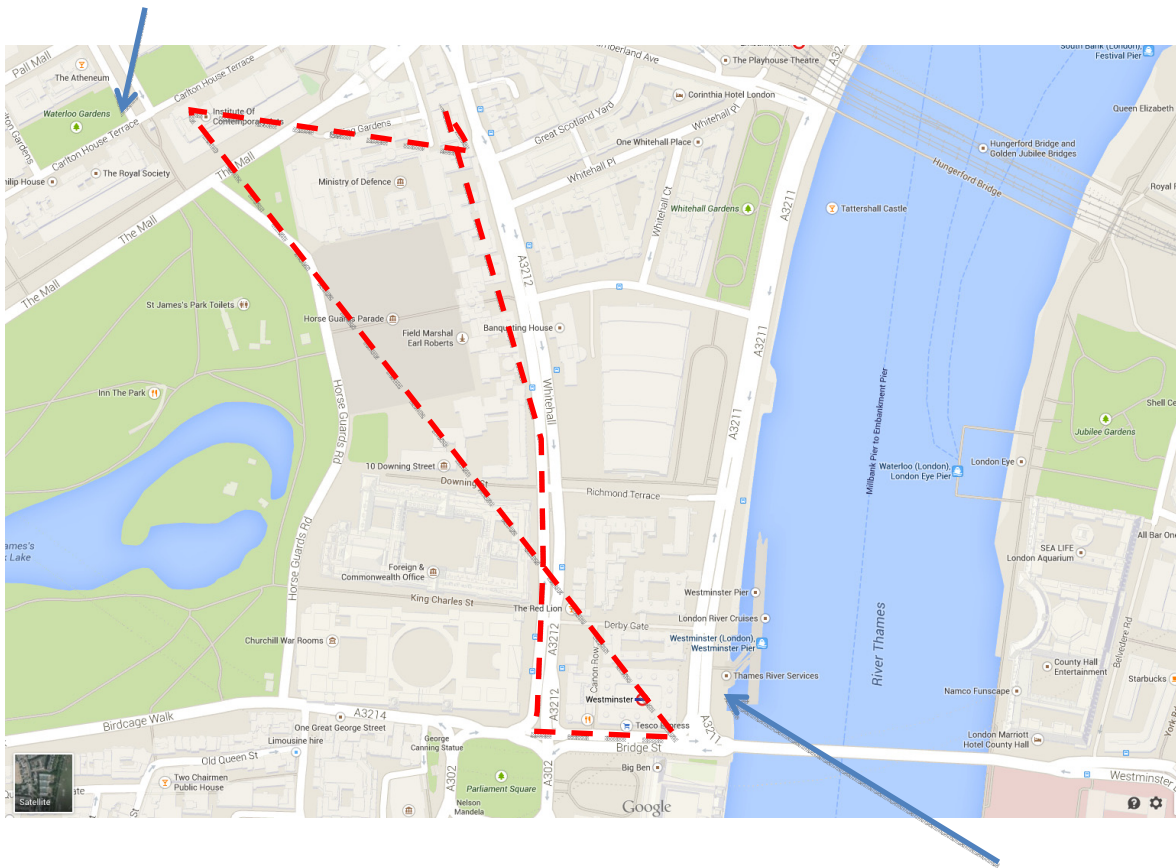 Pall Mall
The Atheneum
Carlton House Terrace
Waterloo Gardens
Carlton House Terrace
Institute Of
The Royal Society
The Mall
The Mall
The Mall
Gardens
Ministry of Defence
Great Scotland Yard
Corinthia Hotel London
The Playhouse Theatre
One Whitehall Place
Whitehall Pl
Whitehall Pl
Whitehall Ct
Whitehall Gardens
A3211
A3211
A3211
A3211
A3211
Tattershall Castle
Hungerford Bridge and
Golden Jubilee Bridges
Hungerford Bridge
South Bank (London),
Festival Pier
Queen Elizabeth
St James's Park Toilets
Horse Guards Parade
Field Marshal
Earl Roberts
Banqueting House
A3212
Whitehall
Inn The Park
Horse Guards Rd
Horse Guards Rd
10 Downing Street
Downing St
Richmond Terrace
Millbank Pier to Embankment Pier
Waterloo (London),
London Eye Pier
London Eye
Jubilee Gardens
Foreign &
Commonwealth Office
King Charles St
The Red Lion
Derby Gate
Westminster Pier
London River Cruises
Westminster (London),
Westminster Pier
Thames River Services
River Thames
SEA LIFE
London Aquarium
County Hall
Entertainment
Belvedere Rd
Namco Funscape
Starbucks
London Marriott
Hotel County Hall
Churchill War Rooms
A3212
A3212
Canon Row
Westminster
Tesco Express
Bridge St
Big Ben
Birdcage Walk
A3214
One Great George Street
Limousine hire
Old Queen St
Two Chairmen
Public House
George
Canning Statue
A302
A302
Parliament Square
Nelson
Mandela
Westminster
Satellite
Google